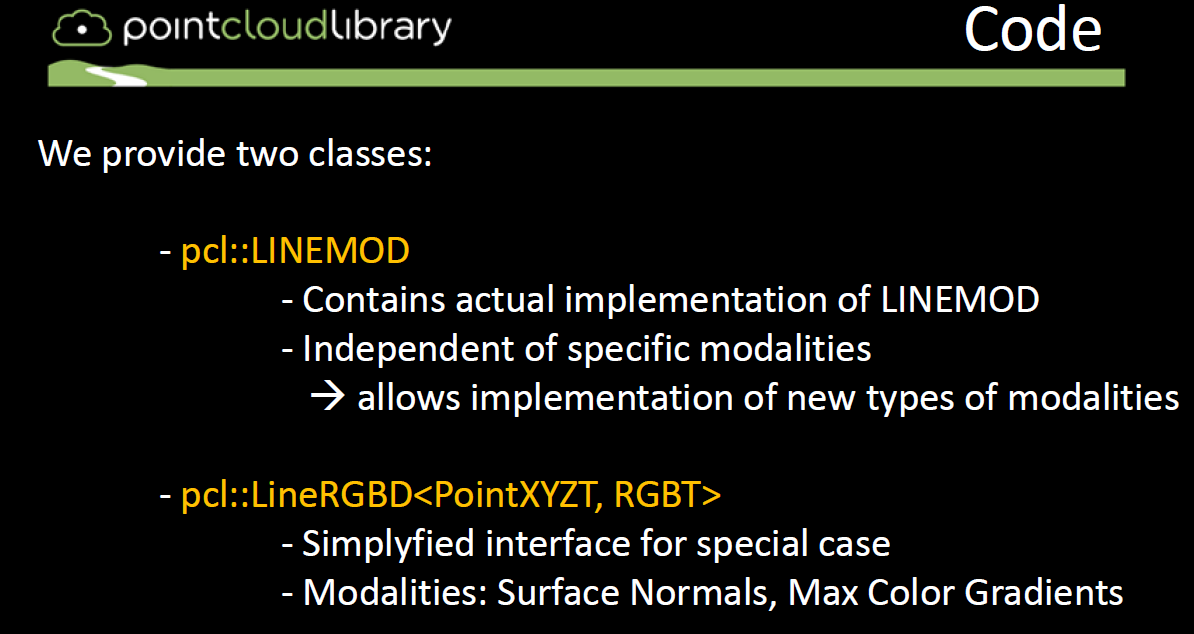 pointcloudlibrary
Code
We provide two classes:
- pcl::LINEMOD
- Contains actual implementation of LINEMOD
- Independent of specific modalities
→ allows implementation of new types of modalities
- pcl::LineRGBD<PointXYZT, RGBT>
- Simplyfied interface for special case
- Modalities: Surface Normals, Max Color Gradients